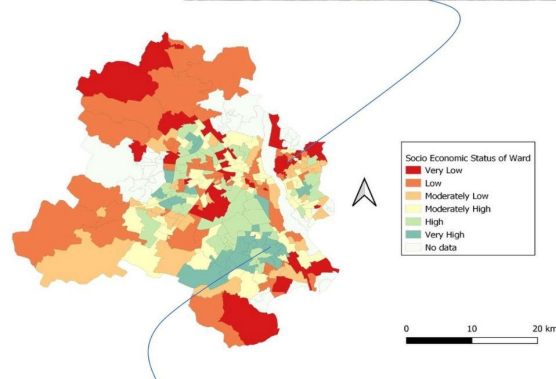 Socio Economic Status of Ward
Very Low
Low
Moderately Low
Moderately High
High
Very High
No data
0 10 20 km